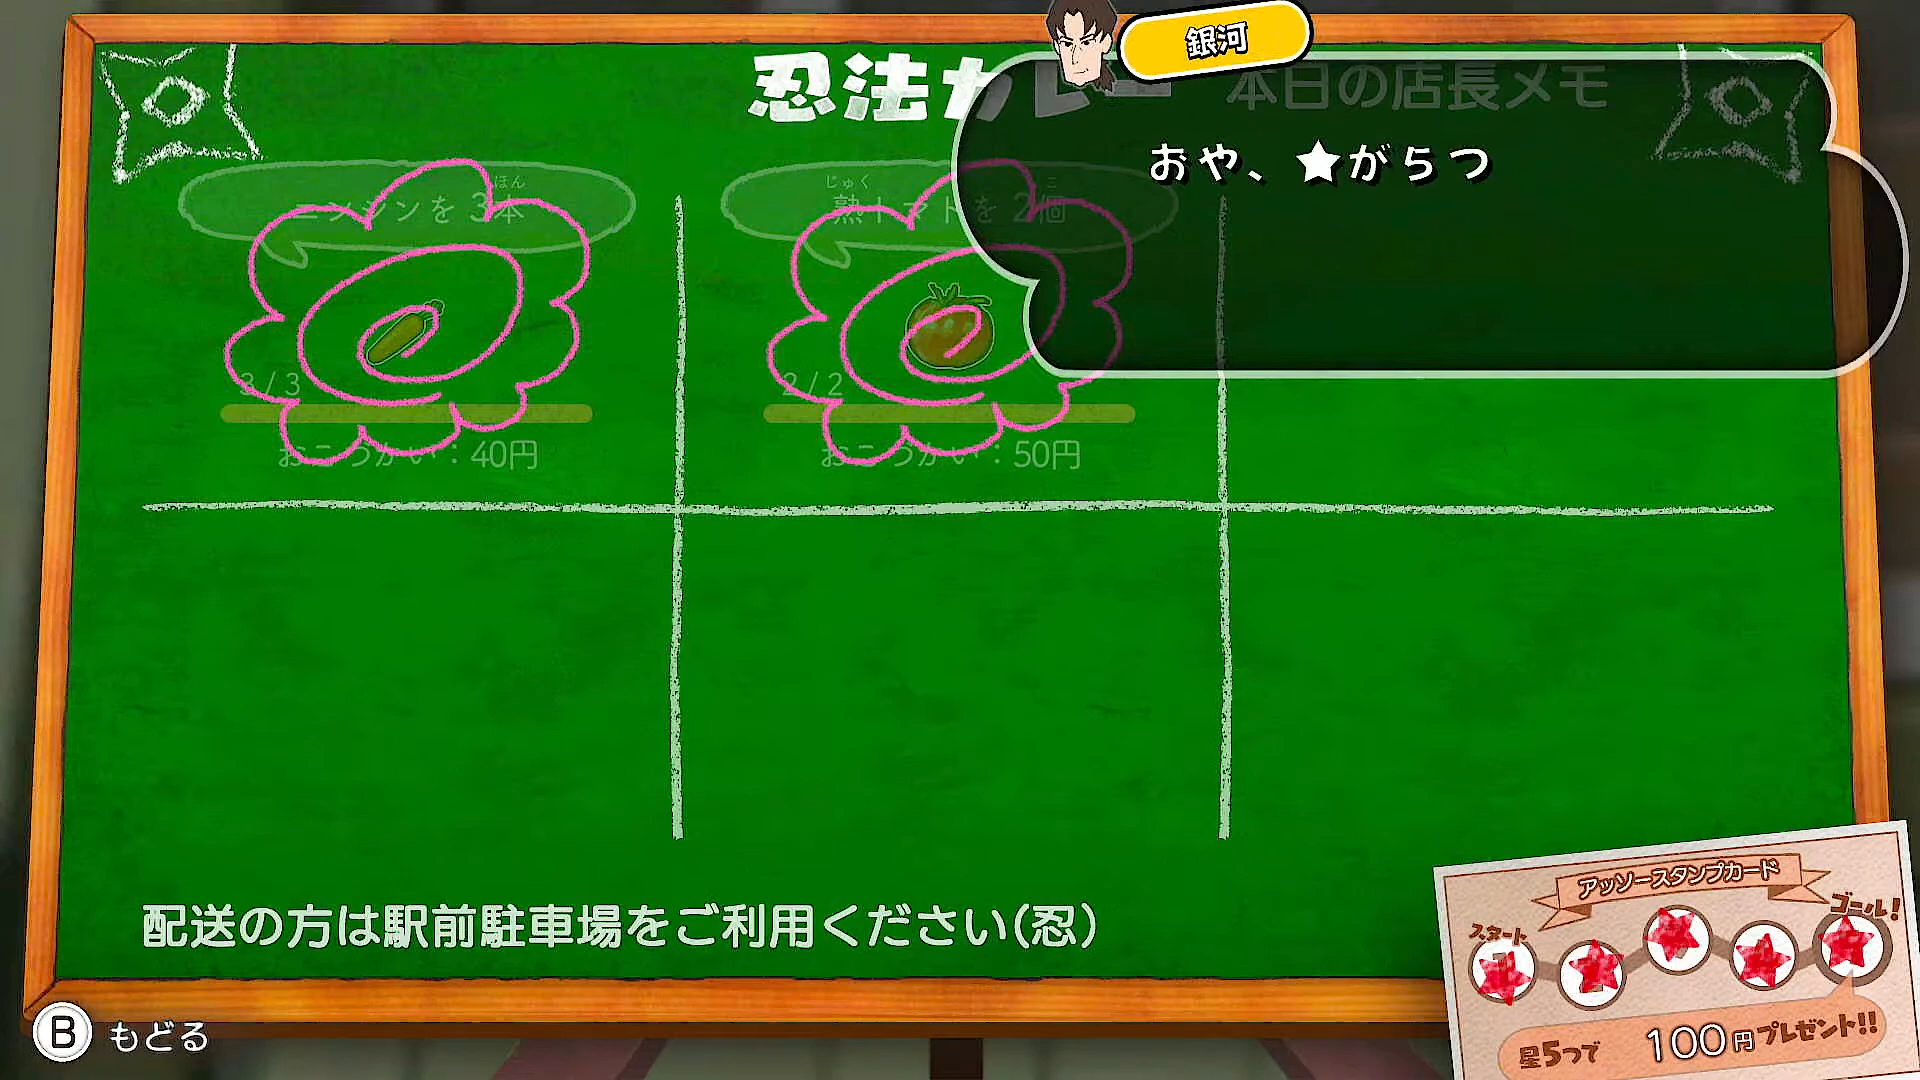 銀河
忍法カレー 本日の店長メモ
おや、★がらつ
ほん
ニンジンを 3本
じゅく こ
熟トマトを 2個
3/3
2/2
おこづかい：40円
おこづかい：50円
配送の方は駅前駐車場をご利用ください(忍)
アッソースタンプカード
スタート
ゴール!
星5つで 100円プレゼント!!
B もどる